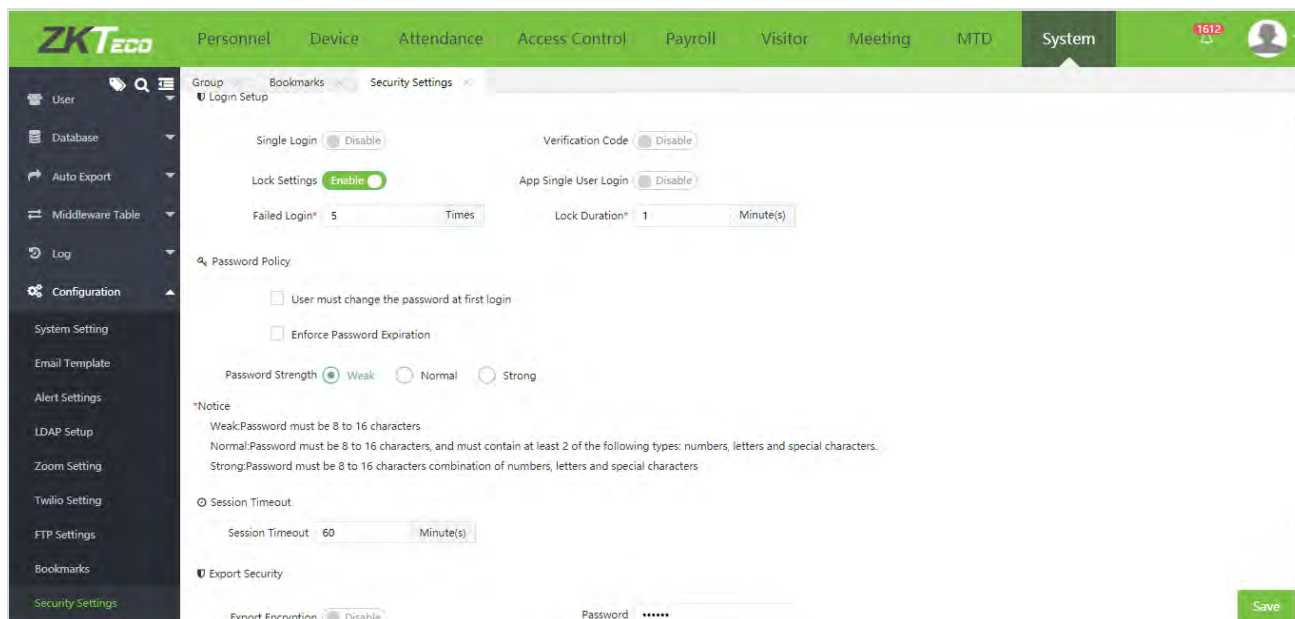 ZKTeco Personnel Device Attendance Access Control Payroll Visitor Meeting MTD System 1612
Group Bookmarks Security Settings
User
Database
Auto Export
Middleware Table
Log
Configuration
System Setting
Email Template
Alert Settings
LDAP Setup
Zoom Setting
Twilio Setting
FTP Settings
Bookmarks
Security Settings
Login Setup
Single Login Disable Verification Code Disable
Lock Settings Enable App Single User Login Disable
Failed Login* 5 Times Lock Duration* 1 Minute(s)
Password Policy
User must change the password at first login
Enforce Password Expiration
Password Strength Weak Normal Strong
*Notice
Weak:Password must be 8 to 16 characters
Normal:Password must be 8 to 16 characters, and must contain at least 2 of the following types: numbers, letters and special characters.
Strong:Password must be 8 to 16 characters combination of numbers, letters and special characters
Session Timeout
Session Timeout 60 Minute(s)
Export Security
Export Encryption Disable Password ••••••
Save